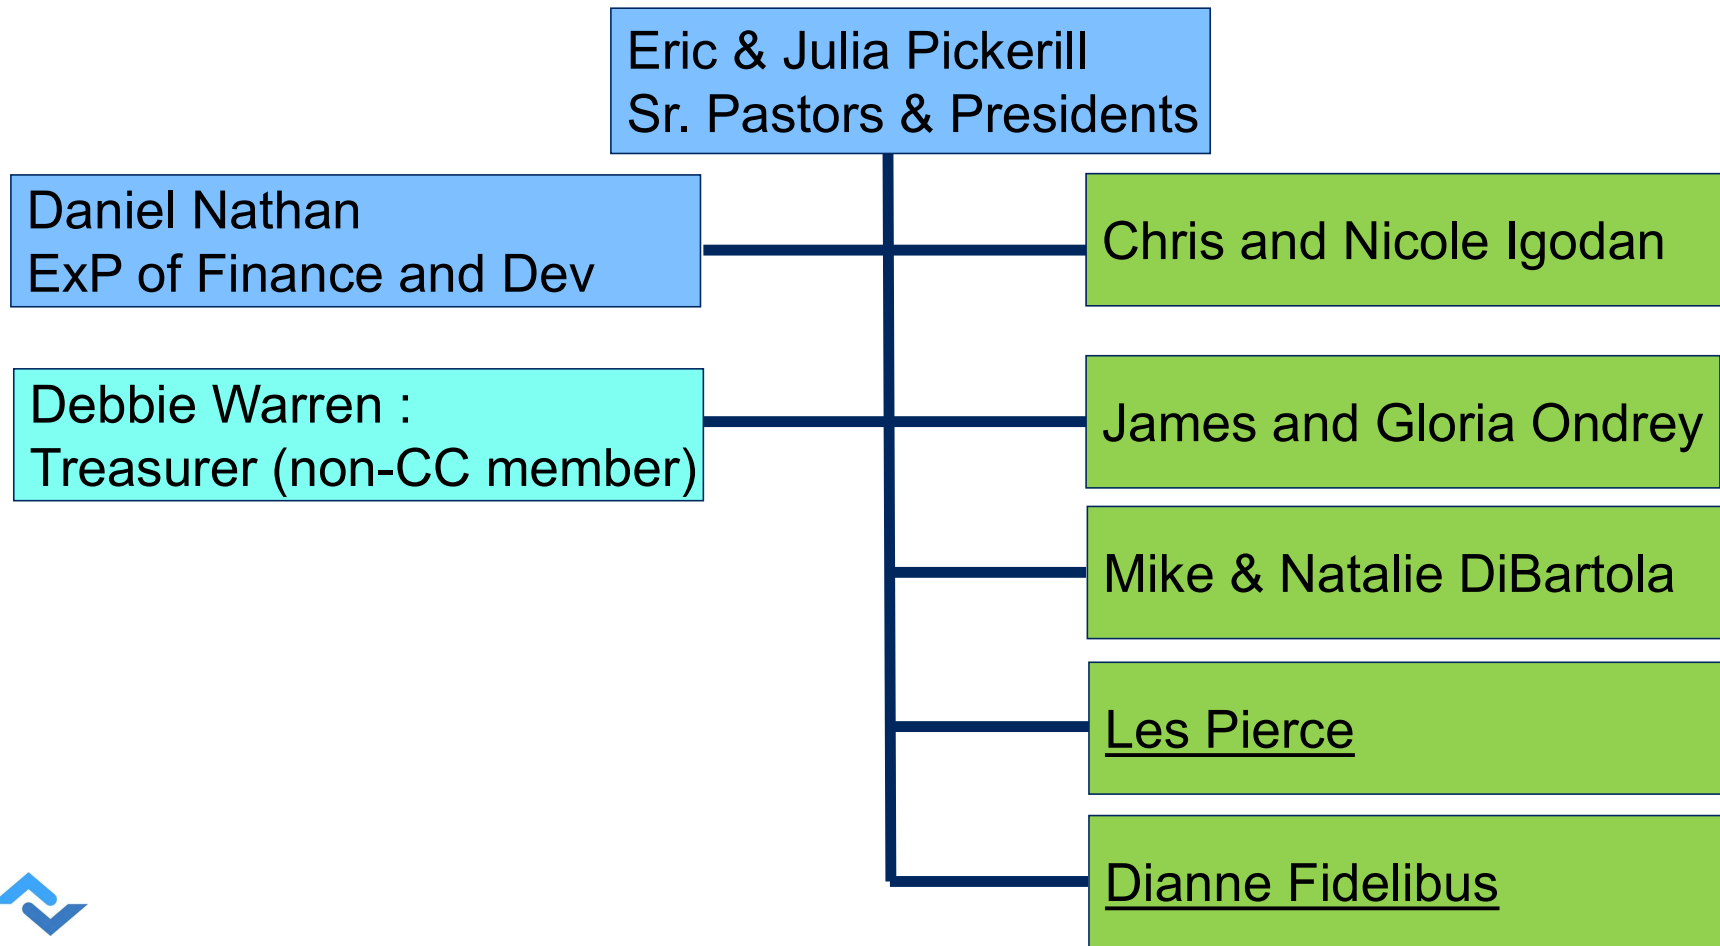 Eric & Julia Pickerill
Sr. Pastors & Presidents
Daniel Nathan
ExP of Finance and Dev
Chris and Nicole Igodan
Debbie Warren :
Treasurer (non-CC member)
James and Gloria Ondrey
Mike & Natalie DiBartola
Les Pierce
Dianne Fidelibus